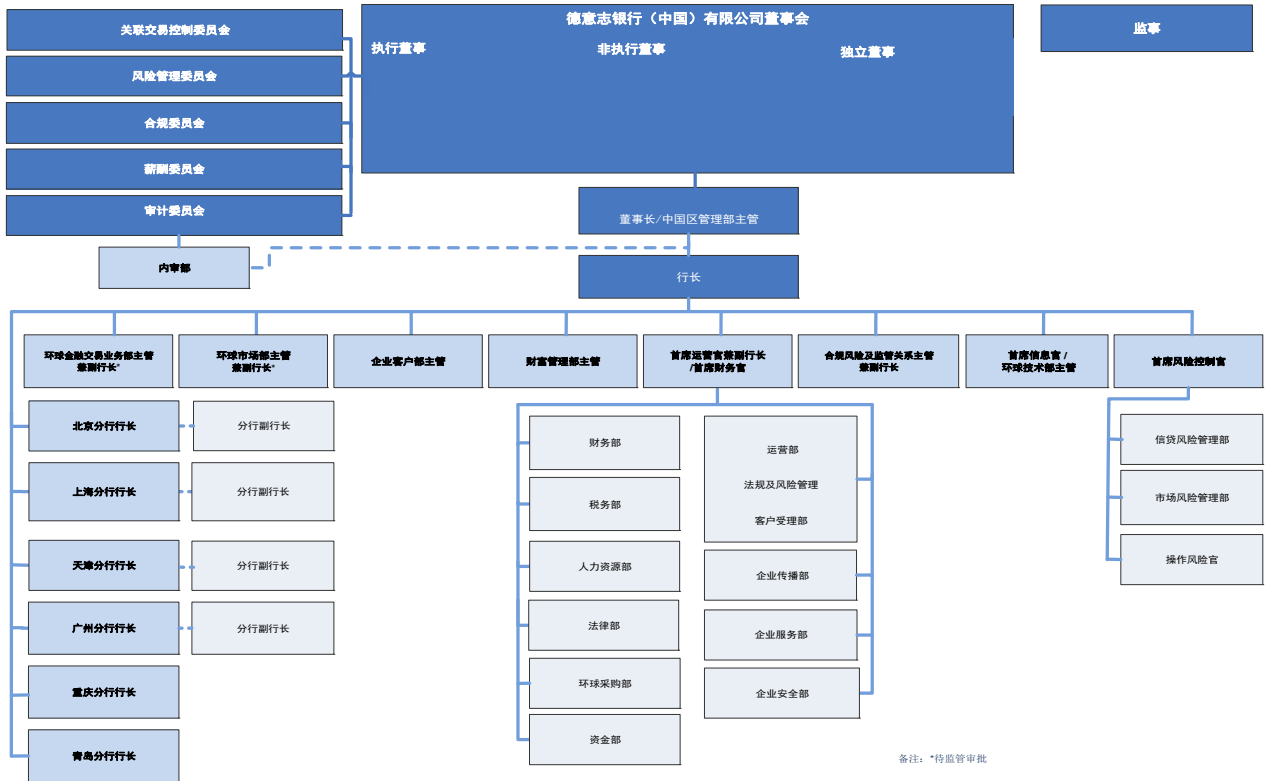 德意志银行（中国）有限公司董事会
执行董事
非执行董事
独立董事
监事
关联交易控制委员会
风险管理委员会
合规委员会
薪酬委员会
审计委员会
内审部
董事长/中国区管理部主管
行长
环球金融交易业务部主管
兼副行长*
环球市场部主管
兼副行长*
企业客户部主管
财富管理部主管
首席运营官兼副行长
/首席财务官
合规风险及监管关系主管
兼副行长
首席信息官 /
环球技术部主管
首席风险控制官
北京分行行长
分行副行长
上海分行行长
分行副行长
天津分行行长
分行副行长
广州分行行长
分行副行长
重庆分行行长
青岛分行行长
财务部
税务部
人力资源部
法律部
环球采购部
资金部
运营部
法规及风险管理
客户受理部
企业传播部
企业服务部
企业安全部
信贷风险管理部
市场风险管理部
操作风险官
备注：*待监管审批